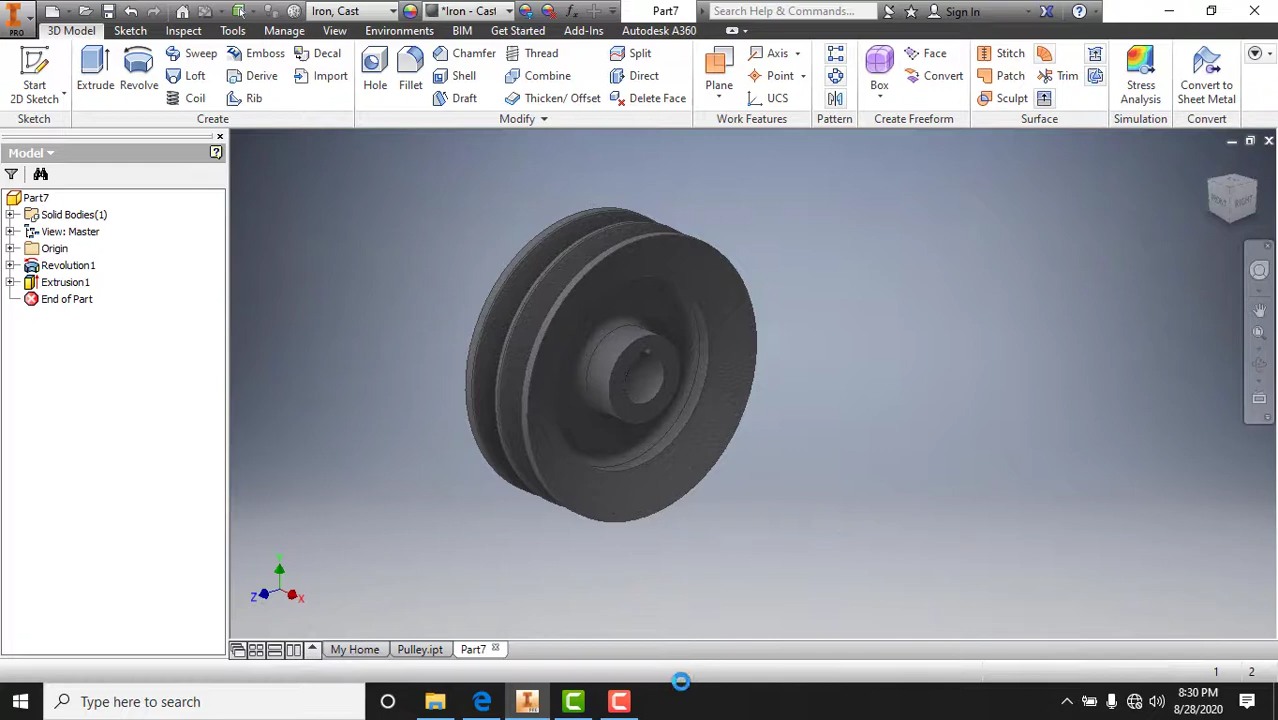 PRO
Iron, Cast
*Iron - Cast
Part7
Search Help & Commands...
Sign In
3D Model Sketch Inspect Tools Manage View Environments BIM Get Started Add-Ins Autodesk A360
Start
2D Sketch
Extrude Revolve
Sweep
Loft
Coil
Emboss
Derive
Rib
Decal
Import
Hole Fillet
Chamfer
Shell
Draft
Thread
Combine
Thicken/ Offset
Split
Direct
Delete Face
Plane
Axis
Point
UCS
Box
Face
Convert
Stitch
Patch
Sculpt
Trim
Stress
Analysis
Convert to
Sheet Metal
Sketch Create Modify Work Features Pattern Create Freeform Surface Simulation Convert
Model
Part7
Solid Bodies(1)
View: Master
Origin
Revolution1
Extrusion1
End of Part
FRONT RIGHT
Y
Z X
My Home Pulley.ipt Part7
1 2
Type here to search
8:30 PM
8/28/2020